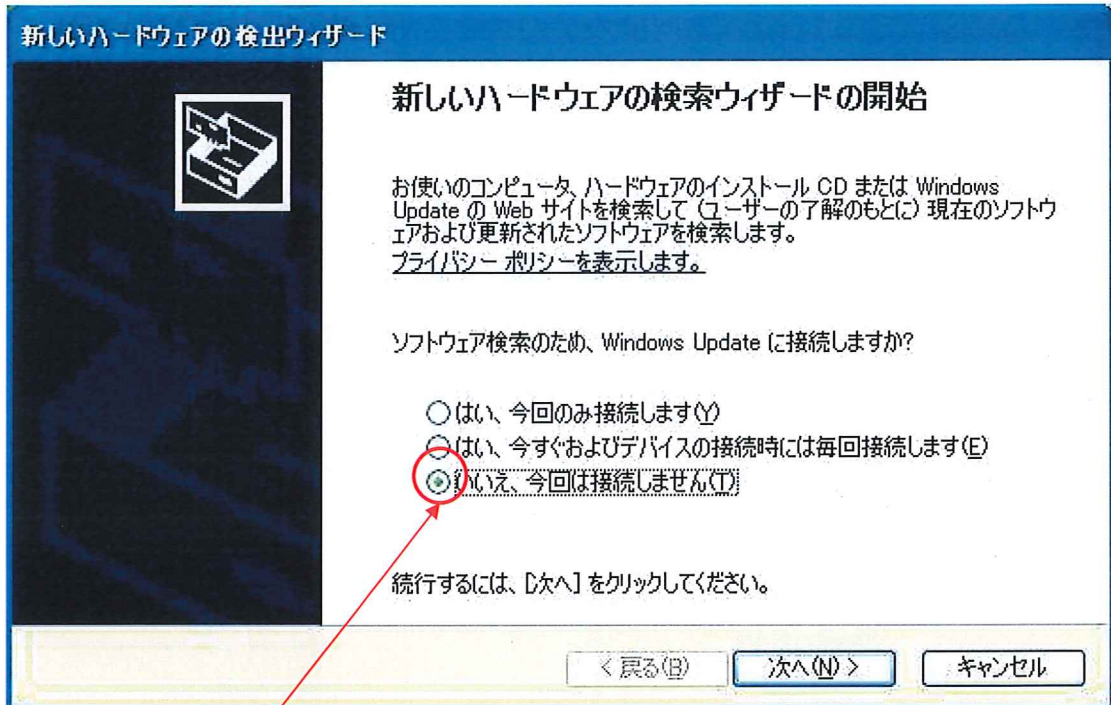 新しいハードウェアの検出ウィザード
新しいハードウェアの検索ウィザードの開始
お使いのコンピュータ、ハードウェアのインストール CD または Windows
Update の Web サイトを検索して (ユーザーの了解のもとに) 現在のソフトウ
ェアおよび更新されたソフトウェアを検索します。
プライバシー ポリシーを表示します。
ソフトウェア検索のため、Windows Update に接続しますか?
はい、今回のみ接続します(Y)
はい、今すぐおよびデバイスの接続時には毎回接続します(E)
いいえ、今回は接続しません(T)
続行するには、[次へ] をクリックしてください。
< 戻る(B) 次へ(N) > キャンセル